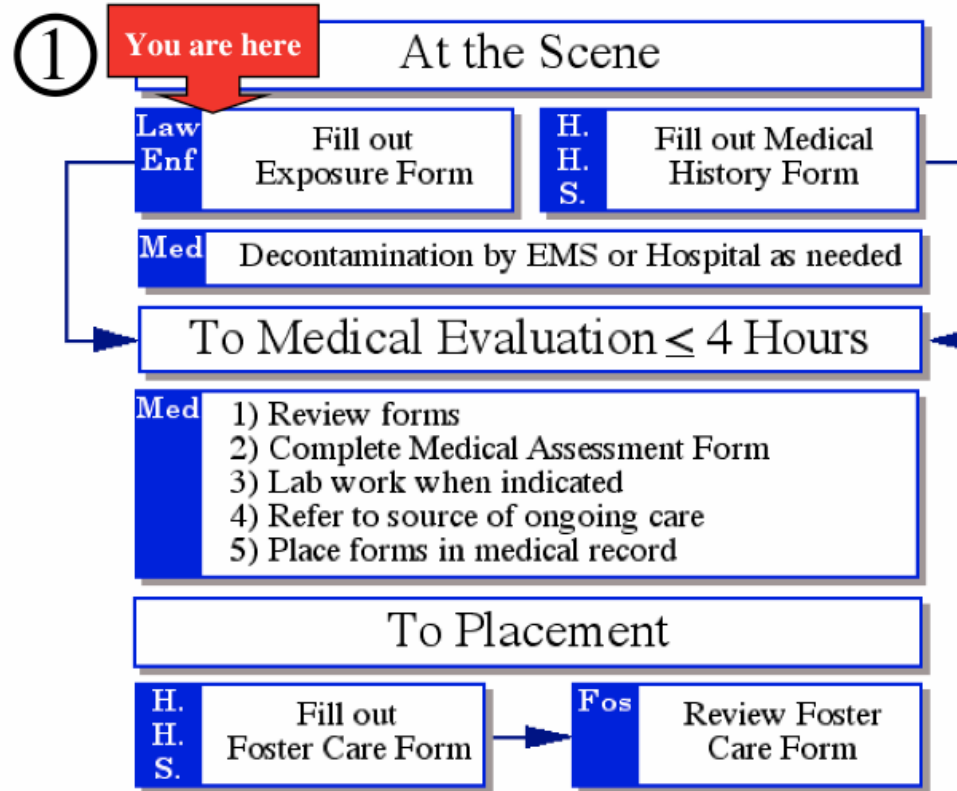 1
You are here
At the Scene
Law
Enf
Fill out
Exposure Form
H.
H.
S.
Fill out Medical
History Form
Med
Decontamination by EMS or Hospital as needed
To Medical Evaluation ≤ 4 Hours
Med
1) Review forms
2) Complete Medical Assessment Form
3) Lab work when indicated
4) Refer to source of ongoing care
5) Place forms in medical record
To Placement
H.
H.
S.
Fill out
Foster Care Form
Fos
Review Foster
Care Form